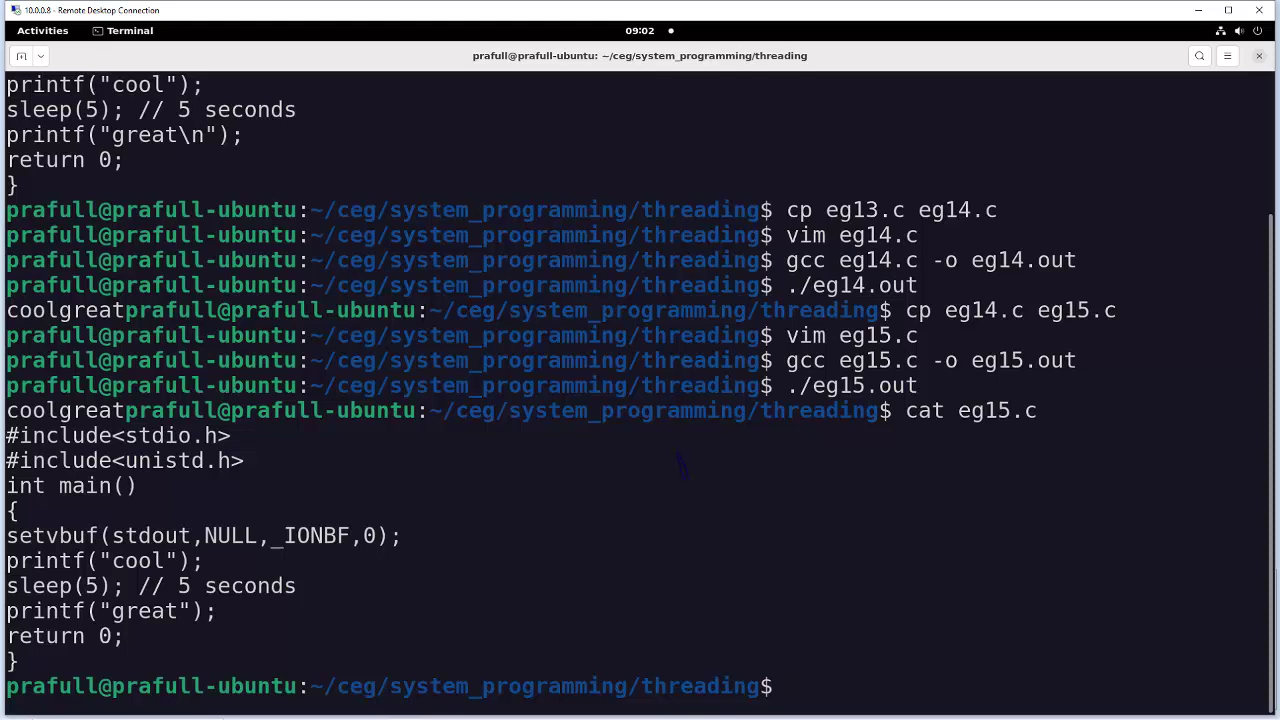 10.0.0.8 - Remote Desktop Connection
Activities Terminal 09:02
prafull@prafull-ubuntu: ~/ceg/system_programming/threading
printf("cool");
sleep(5); // 5 seconds
printf("great\n");
return 0;
}
prafull@prafull-ubuntu:~/ceg/system_programming/threading$ cp eg13.c eg14.c
prafull@prafull-ubuntu:~/ceg/system_programming/threading$ vim eg14.c
prafull@prafull-ubuntu:~/ceg/system_programming/threading$ gcc eg14.c -o eg14.out
prafull@prafull-ubuntu:~/ceg/system_programming/threading$ ./eg14.out
coolgreatprafull@prafull-ubuntu:~/ceg/system_programming/threading$ cp eg14.c eg15.c
prafull@prafull-ubuntu:~/ceg/system_programming/threading$ vim eg15.c
prafull@prafull-ubuntu:~/ceg/system_programming/threading$ gcc eg15.c -o eg15.out
prafull@prafull-ubuntu:~/ceg/system_programming/threading$ ./eg15.out
coolgreatprafull@prafull-ubuntu:~/ceg/system_programming/threading$ cat eg15.c
#include<stdio.h>
#include<unistd.h>
int main()
{
setvbuf(stdout,NULL,_IONBF,0);
printf("cool");
sleep(5); // 5 seconds
printf("great");
return 0;
}
prafull@prafull-ubuntu:~/ceg/system_programming/threading$